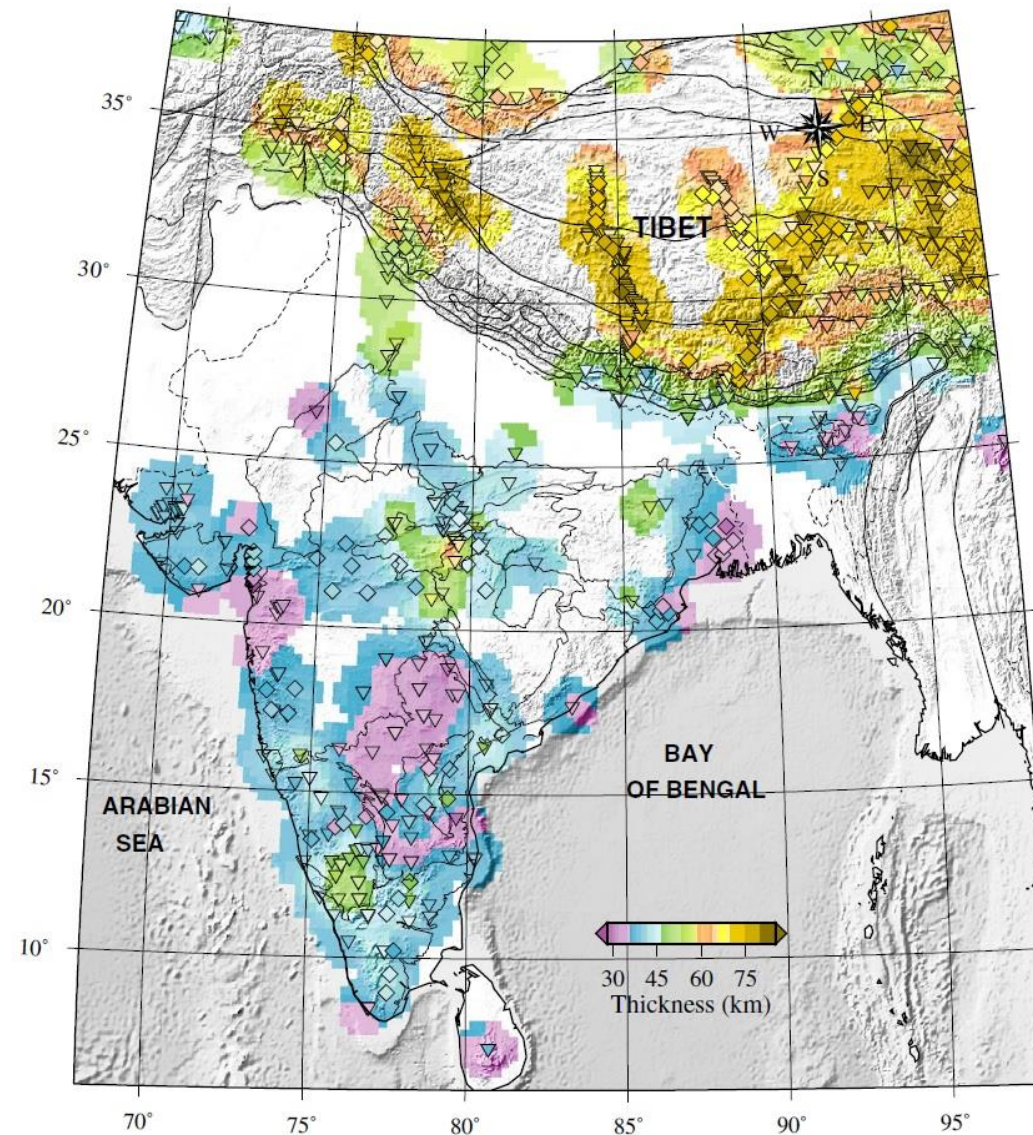 35°
N
W
E
S
TIBET
30°
25°
20°
BAY
OF BENGAL
15°
ARABIAN
SEA
10°
30 45 60 75
Thickness (km)
70° 75° 80° 85° 90° 95°